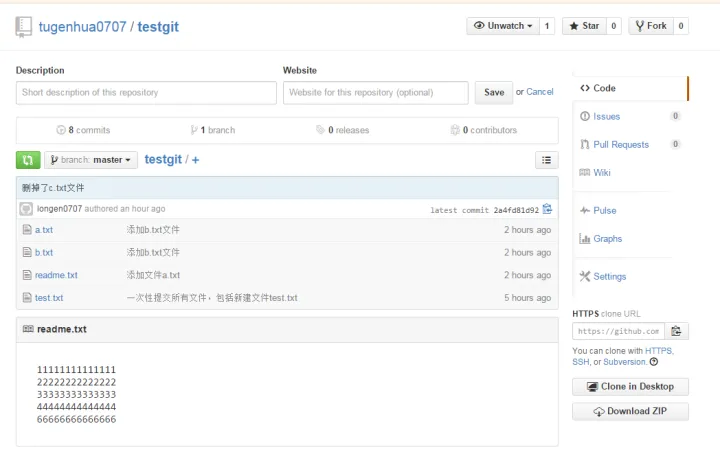 tugenhua0707 / testgit
Unwatch 1 Star 0 Fork 0
Description
Website
Short description of this repository
Website for this repository (optional)
Save or Cancel
8 commits 1 branch 0 releases 0 contributors
branch: master testgit / +
删掉了c.txt文件
longen0707 authored an hour ago latest commit 2a4fd81d92
a.txt 添加b.txt文件 2 hours ago
b.txt 添加b.txt文件 2 hours ago
readme.txt 添加文件a.txt 2 hours ago
test.txt 一次性提交所有文件，包括新建文件test.txt 5 hours ago
readme.txt
11111111111111
22222222222222
33333333333333
44444444444444
66666666666666
Code
Issues 0
Pull Requests 0
Wiki
Pulse
Graphs
Settings
HTTPS clone URL
https://github.com
You can clone with HTTPS,
SSH, or Subversion.
Clone in Desktop
Download ZIP